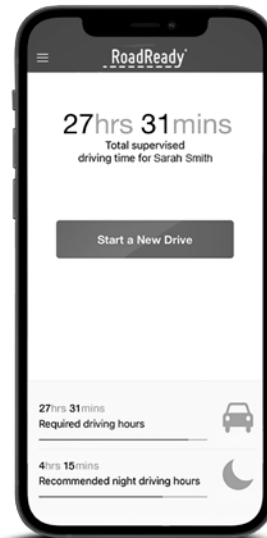 RoadReady
27hrs 31mins
Total supervised
driving time for Sarah Smith
Start a New Drive
27hrs 31mins
Required driving hours
4hrs 15mins
Recommended night driving hours